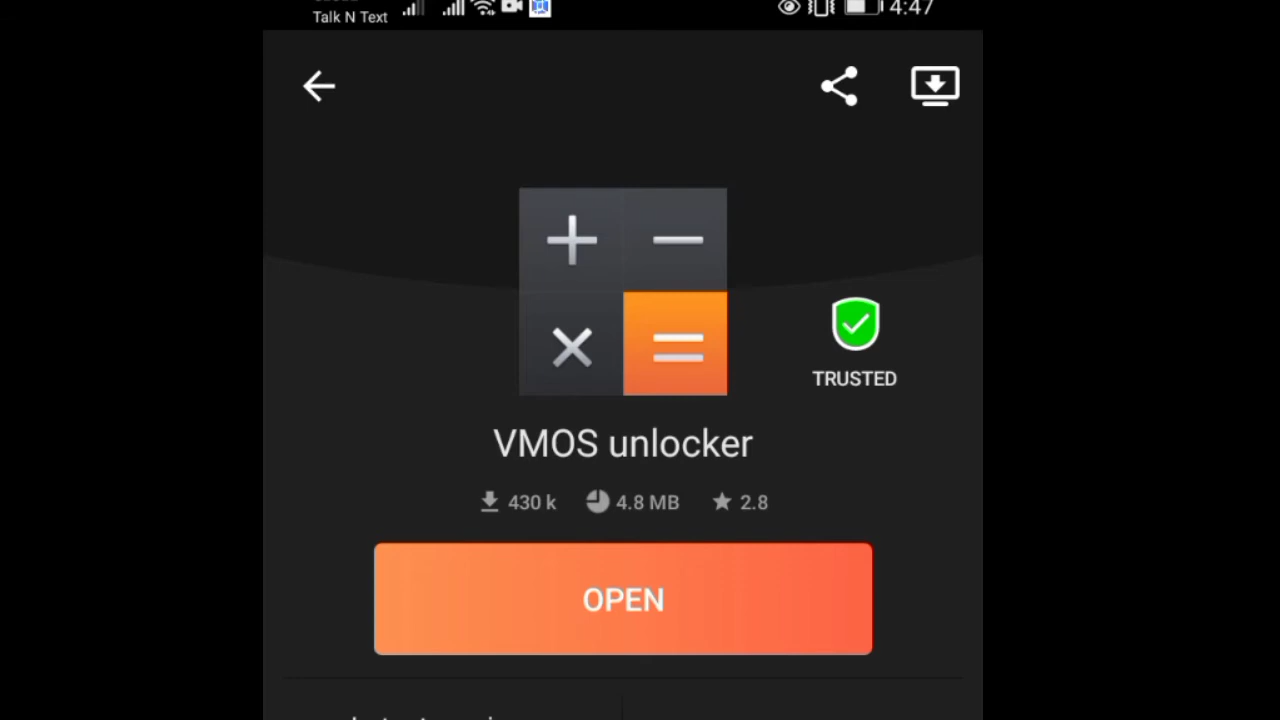 Talk N Text
4:47
TRUSTED
VMOS unlocker
430 k 4.8 MB 2.8
OPEN